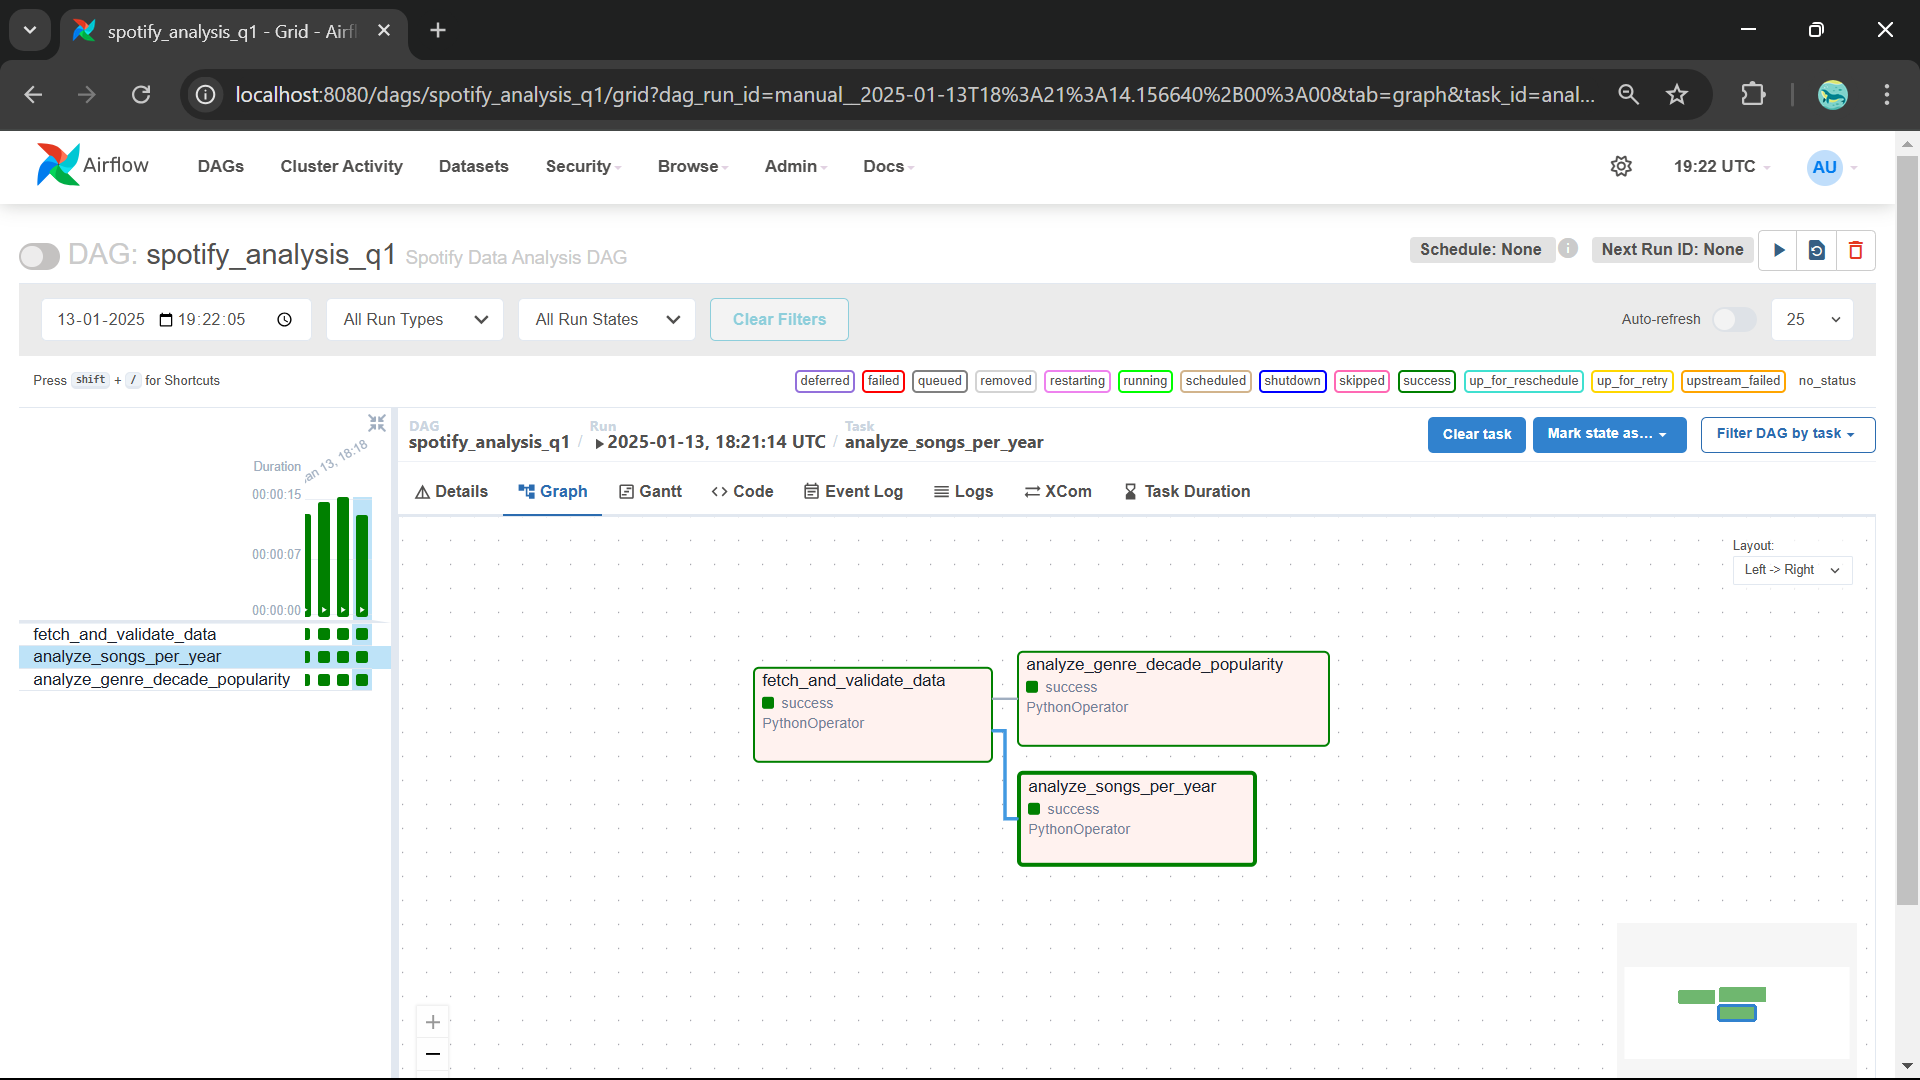 spotify_analysis_q1 - Grid - Airf
localhost:8080/dags/spotify_analysis_q1/grid?dag_run_id=manual__2025-01-13T18%3A21%3A14.156640%2B00%3A00&tab=graph&task_id=anal...
Airflow
DAGs
Cluster Activity
Datasets
Security
Browse
Admin
Docs
19:22 UTC
AU
DAG: spotify_analysis_q1 Spotify Data Analysis DAG
Schedule: None
Next Run ID: None
13-01-2025 19:22:05
All Run Types
All Run States
Clear Filters
Auto-refresh
25
Press shift + / for Shortcuts
deferred
failed
queued
removed
restarting
running
scheduled
shutdown
skipped
success
up_for_reschedule
up_for_retry
upstream_failed
no_status
Duration
an 13, 18:18
00:00:15
00:00:07
00:00:00
fetch_and_validate_data
analyze_songs_per_year
analyze_genre_decade_popularity
DAG
spotify_analysis_q1
/
Run
2025-01-13, 18:21:14 UTC
/
Task
analyze_songs_per_year
Clear task
Mark state as...
Filter DAG by task
Details
Graph
Gantt
Code
Event Log
Logs
XCom
Task Duration
Layout:
Left -> Right
fetch_and_validate_data
success
PythonOperator
analyze_genre_decade_popularity
success
PythonOperator
analyze_songs_per_year
success
PythonOperator